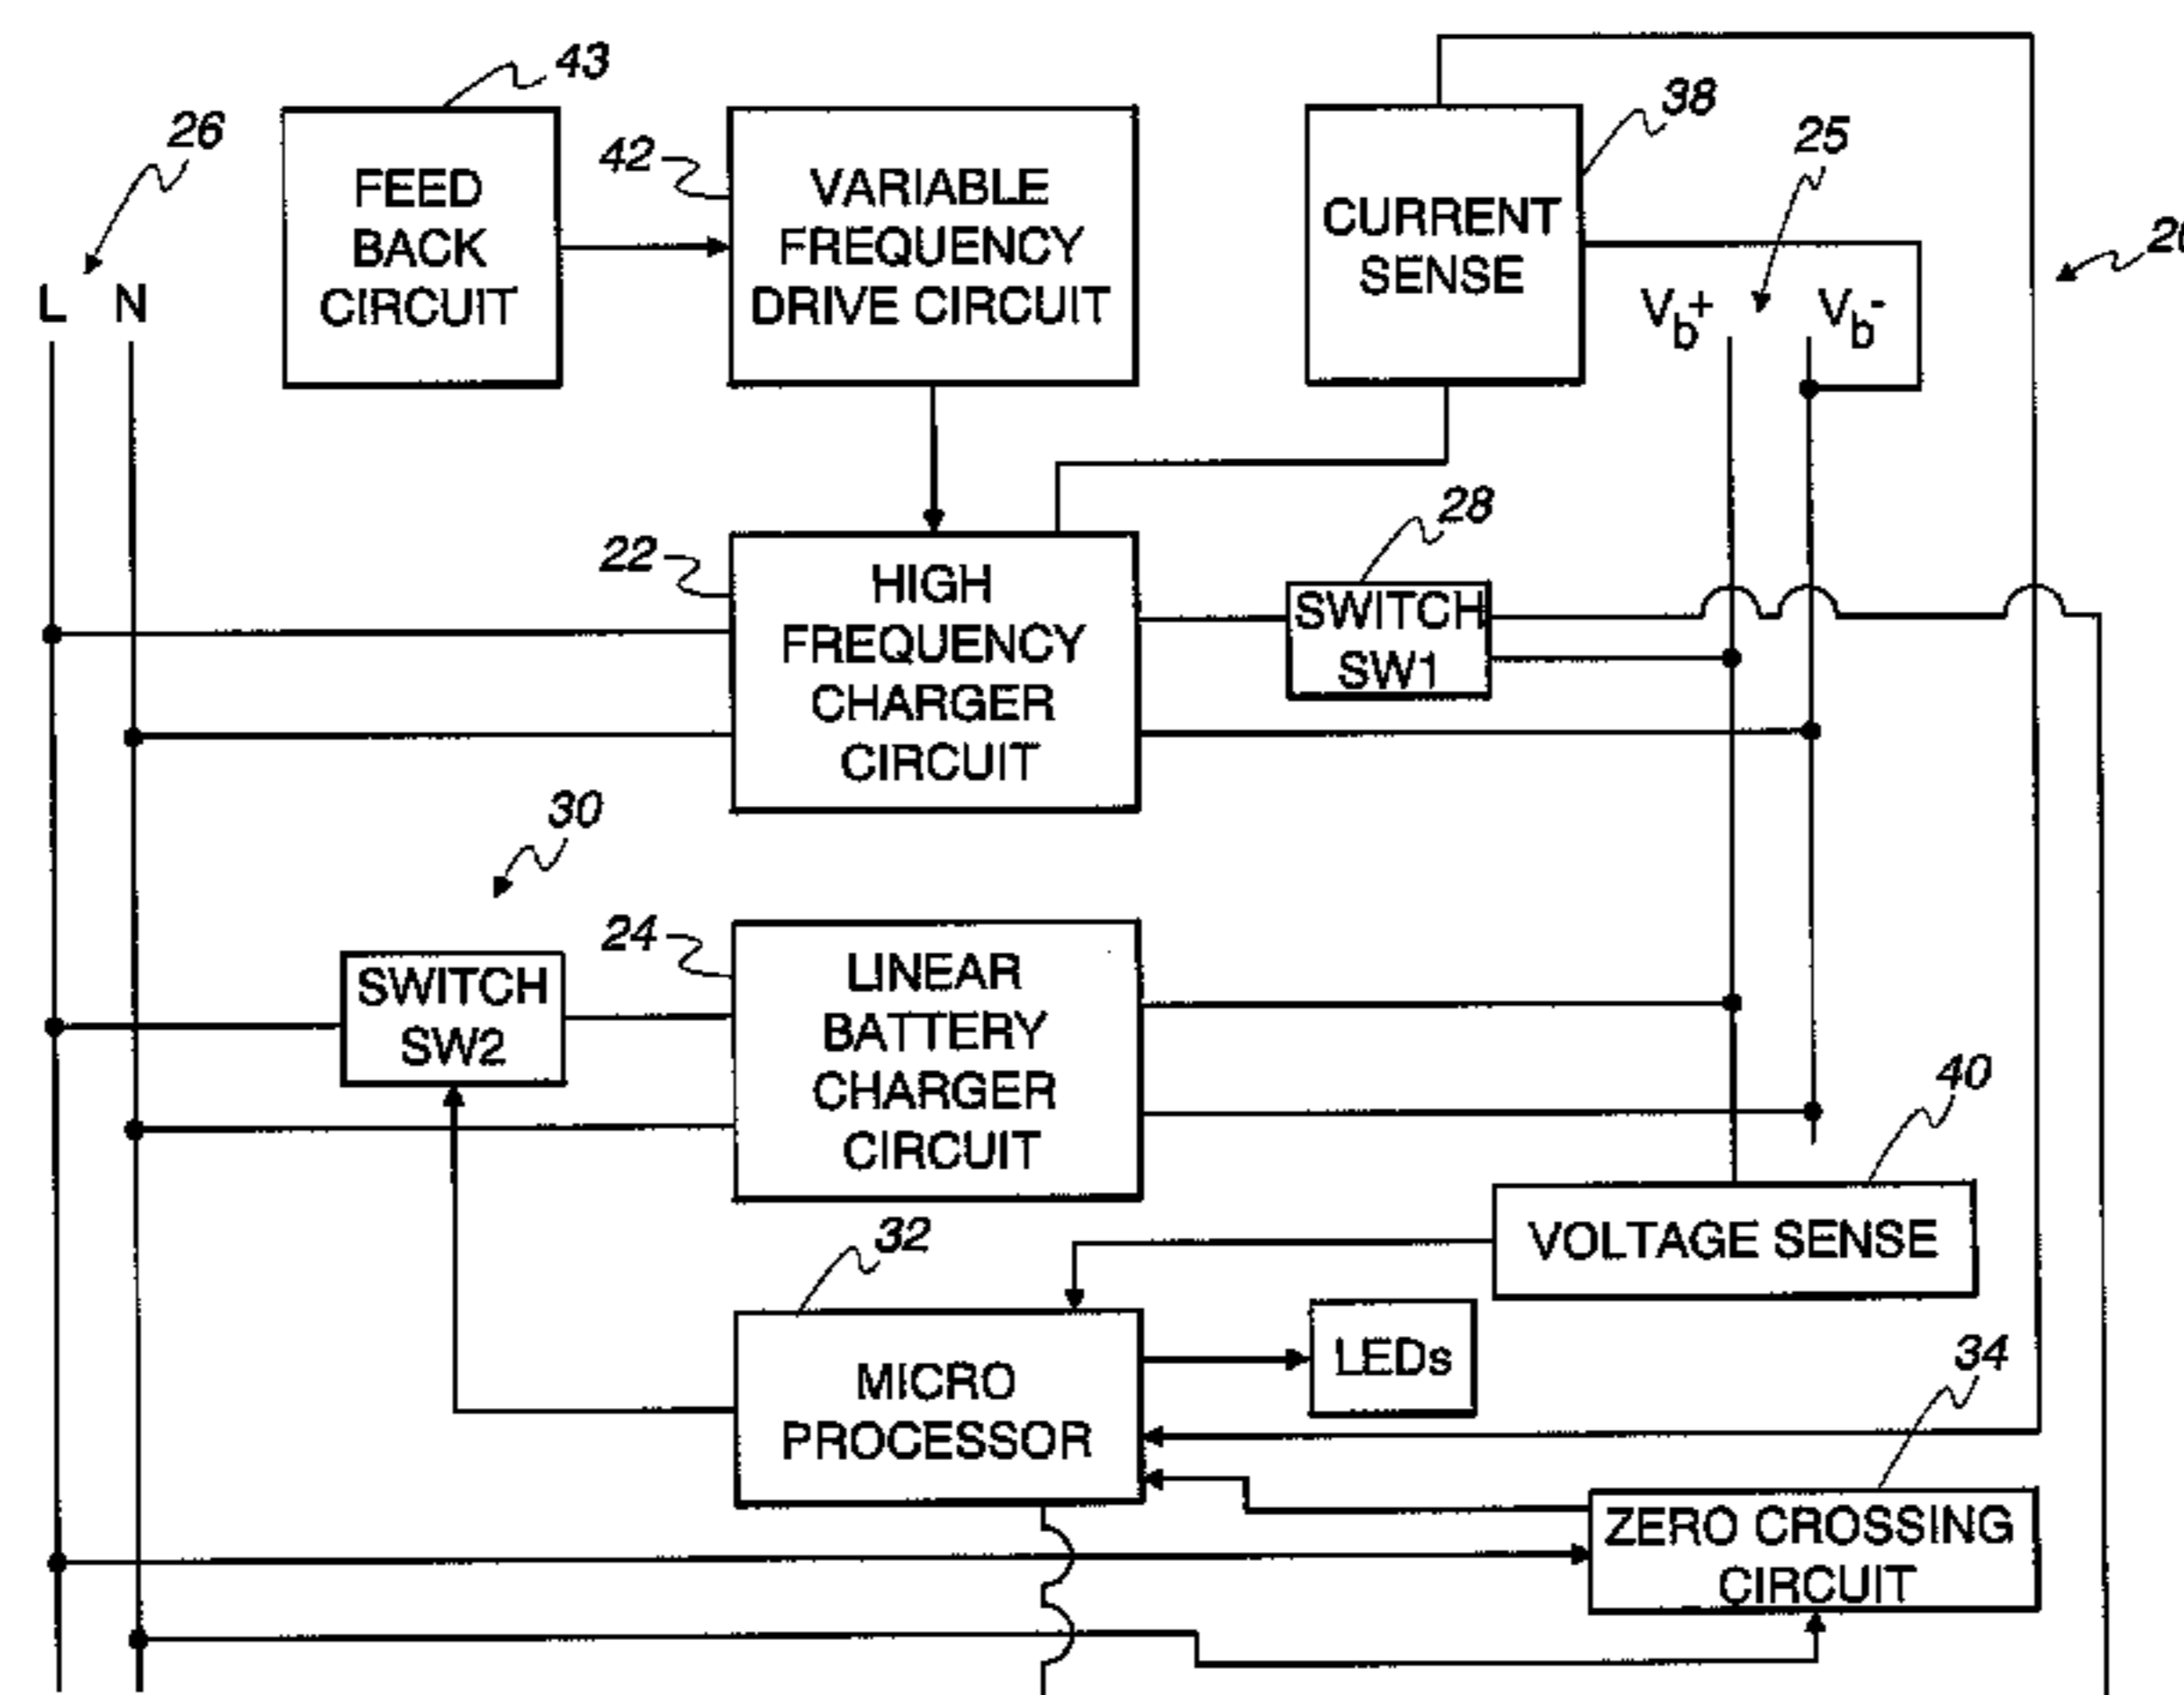 43
26
FEED
BACK
CIRCUIT
42
VARIABLE
FREQUENCY
DRIVE CIRCUIT
CURRENT
SENSE
38
25
L N
Vb+
Vb-
22
HIGH
FREQUENCY
CHARGER
CIRCUIT
28
SWITCH
SW1
30
SWITCH
SW2
24
LINEAR
BATTERY
CHARGER
CIRCUIT
40
VOLTAGE SENSE
32
MICRO
PROCESSOR
LEDs
34
ZERO CROSSING
CIRCUIT